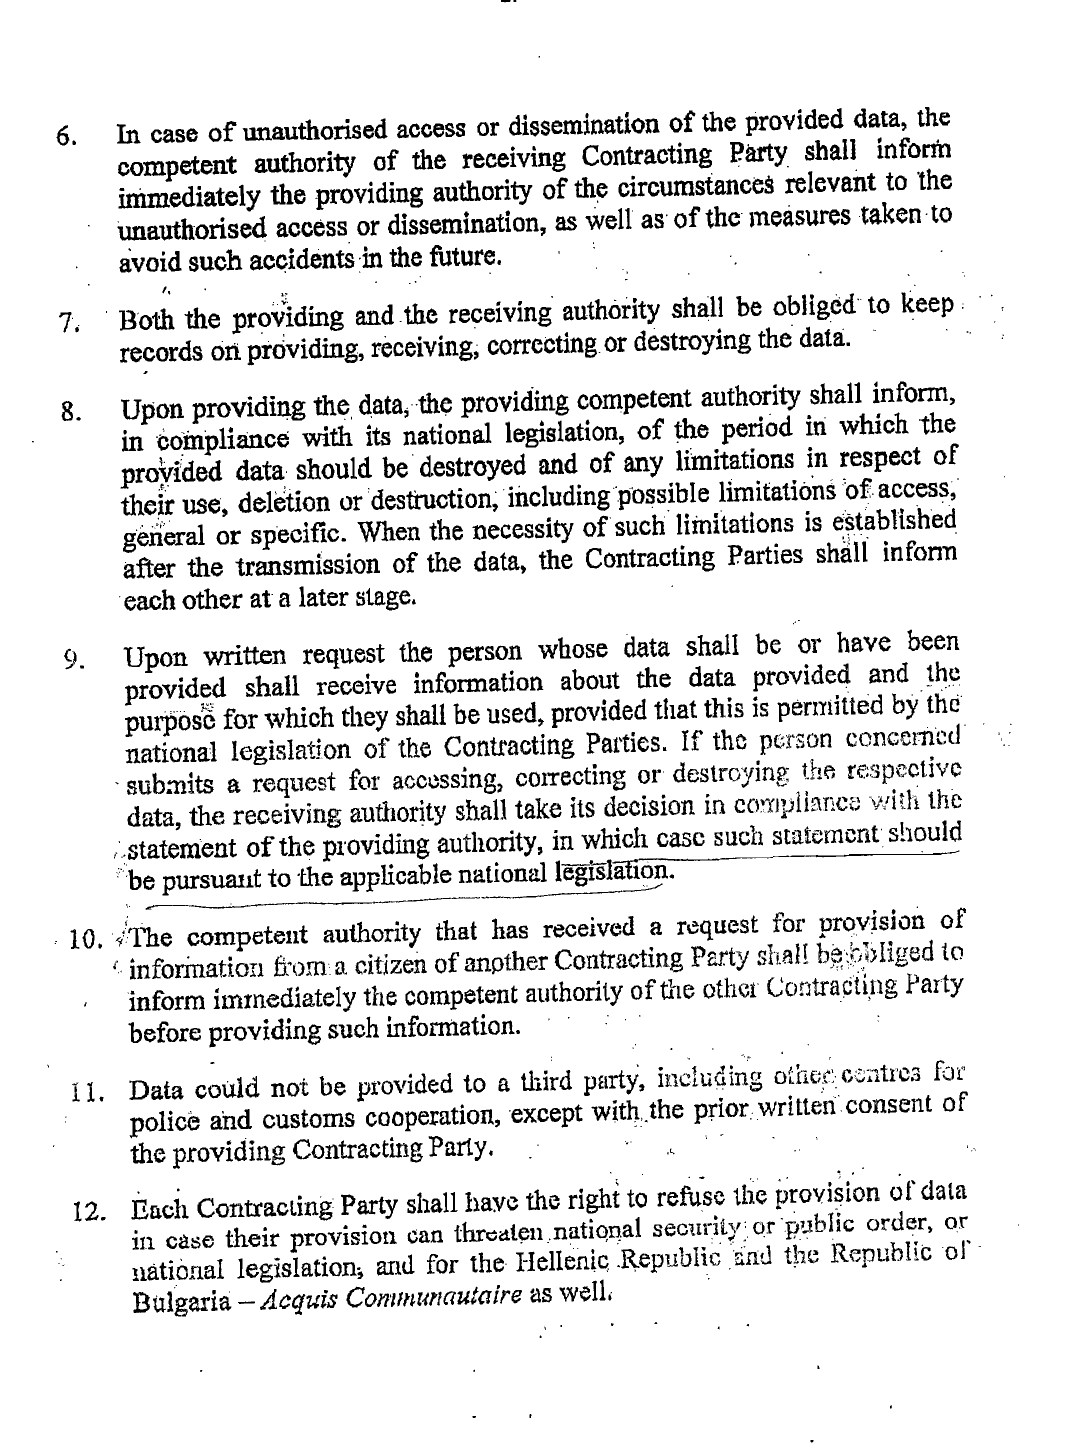 6. In case of unauthorised access or dissemination of the provided data, the
competent authority of the receiving Contracting Party shall inform
immediately the providing authority of the circumstances relevant to the
unauthorised access or dissemination, as well as of the measures taken to
avoid such accidents in the future.
7. Both the providing and the receiving authority shall be obliged to keep
records on providing, receiving, correcting or destroying the data.
8. Upon providing the data, the providing competent authority shall inform,
in compliance with its national legislation, of the period in which the
provided data should be destroyed and of any limitations in respect of
their use, deletion or destruction, including possible limitations of access,
general or specific. When the necessity of such limitations is established
after the transmission of the data, the Contracting Parties shall inform
each other at a later stage.
9. Upon written request the person whose data shall be or have been
provided shall receive information about the data provided and the
purpose for which they shall be used, provided that this is permitted by the
national legislation of the Contracting Parties. If the person concerned
submits a request for accessing, correcting or destroying the respective
data, the receiving authority shall take its decision in compliance with the
statement of the providing authority, in which case such statement should
be pursuant to the applicable national legislation.
10. The competent authority that has received a request for provision of
information from a citizen of another Contracting Party shall be obliged to
inform immediately the competent authority of the other Contracting Party
before providing such information.
11. Data could not be provided to a third party, including other centres for
police and customs cooperation, except with the prior written consent of
the providing Contracting Party.
12. Each Contracting Party shall have the right to refuse the provision of data
in case their provision can threaten national security or public order, or
national legislation, and for the Hellenic Republic and the Republic of
Bulgaria – Acquis Communautaire as well.